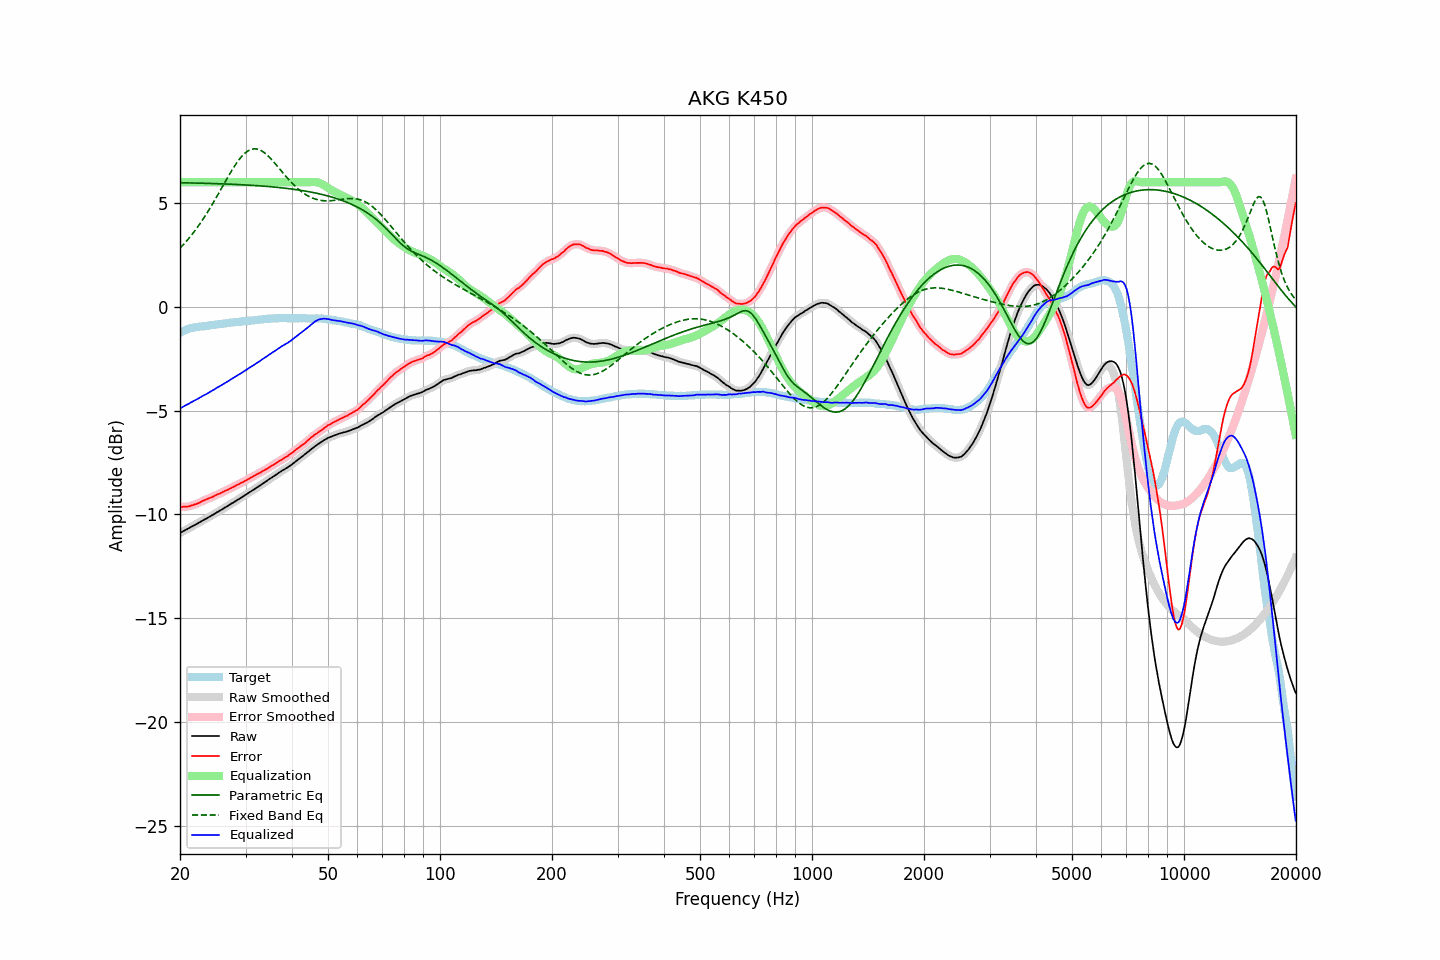 AKG K450
Amplitude (dBr)
5
0
−5
−10
−15
−20
−25
Target
Raw Smoothed
Error Smoothed
Raw
Error
Equalization
Parametric Eq
Fixed Band Eq
Equalized
20 50 100 200 500 1000 2000 5000 10000 20000
Frequency (Hz)